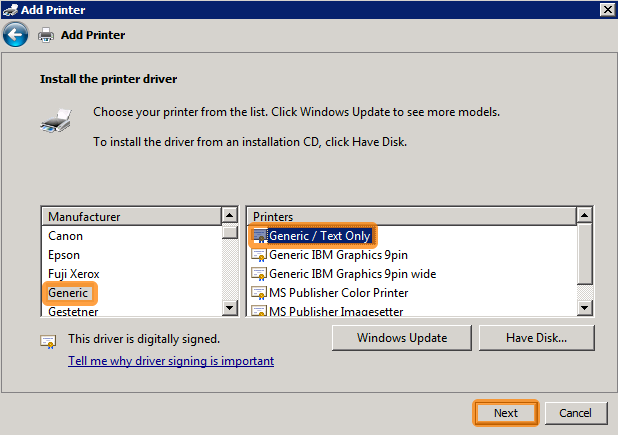 Add Printer
Add Printer
Install the printer driver
Choose your printer from the list. Click Windows Update to see more models.
To install the driver from an installation CD, click Have Disk.
Manufacturer
Canon
Epson
Fuji Xerox
Generic
Gestetner
Printers
Generic / Text Only
Generic IBM Graphics 9pin
Generic IBM Graphics 9pin wide
MS Publisher Color Printer
MS Publisher Imagesetter
This driver is digitally signed.
Tell me why driver signing is important
Windows Update
Have Disk...
Next
Cancel